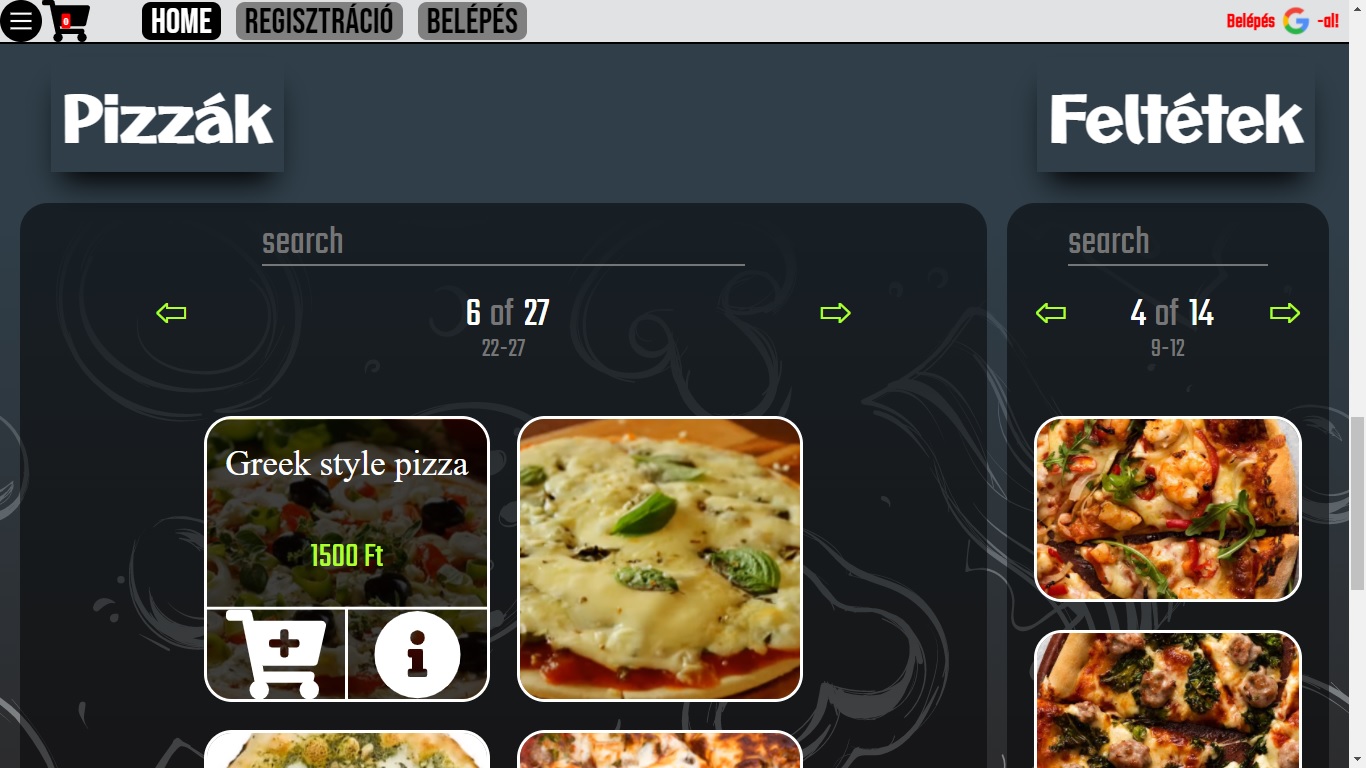 0
HOME
REGISZTRÁCIÓ
BELÉPÉS
Belépés G -al!
Pizzák
Feltétek
search
search
6 of 27
22-27
4 of 14
9-12
Greek style pizza
1500 Ft